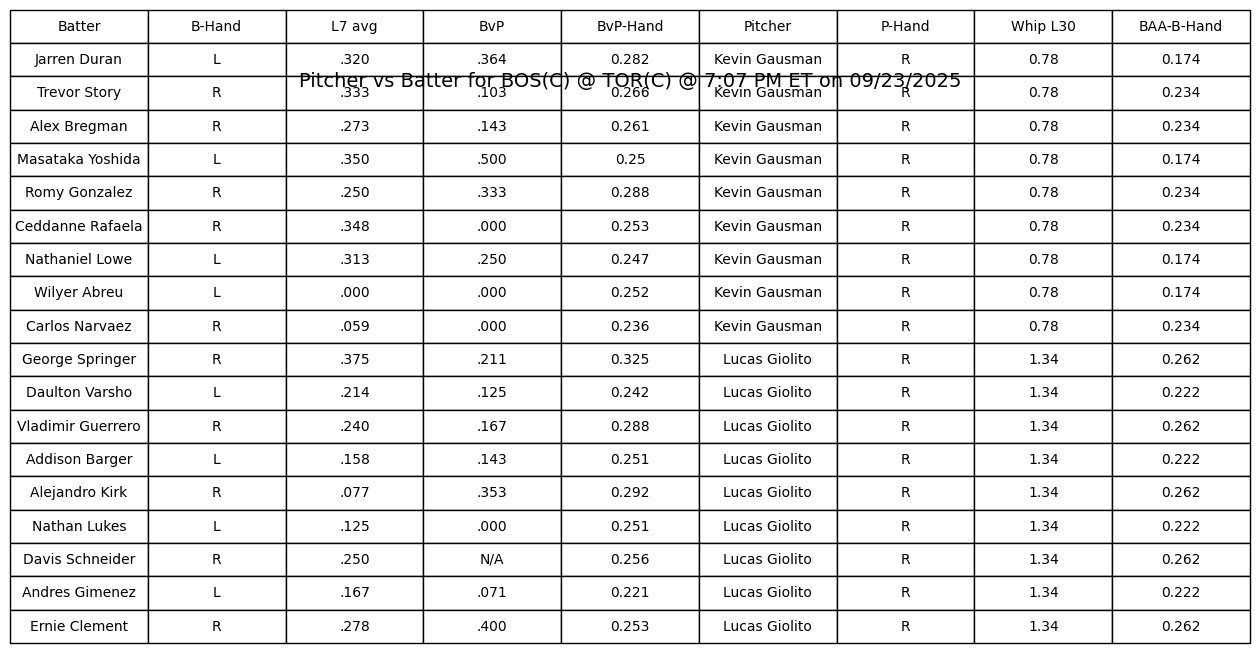 Batter B-Hand L7 avg BvP BvP-Hand Pitcher P-Hand Whip L30 BAA-B-Hand
Jarren Duran L .320 .364 0.282 Kevin Gausman R 0.78 0.174
Pitcher vs Batter for BOS(C) @ TOR(C) @ 7:07 PM ET on 09/23/2025
Trevor Story R .333 .103 0.266 Kevin Gausman R 0.78 0.234
Alex Bregman R .273 .143 0.261 Kevin Gausman R 0.78 0.234
Masataka Yoshida L .350 .500 0.25 Kevin Gausman R 0.78 0.174
Romy Gonzalez R .250 .333 0.288 Kevin Gausman R 0.78 0.234
Ceddanne Rafaela R .348 .000 0.253 Kevin Gausman R 0.78 0.234
Nathaniel Lowe L .313 .250 0.247 Kevin Gausman R 0.78 0.174
Wilyer Abreu L .000 .000 0.252 Kevin Gausman R 0.78 0.174
Carlos Narvaez R .059 .000 0.236 Kevin Gausman R 0.78 0.234
George Springer R .375 .211 0.325 Lucas Giolito R 1.34 0.262
Daulton Varsho L .214 .125 0.242 Lucas Giolito R 1.34 0.222
Vladimir Guerrero R .240 .167 0.288 Lucas Giolito R 1.34 0.262
Addison Barger L .158 .143 0.251 Lucas Giolito R 1.34 0.222
Alejandro Kirk R .077 .353 0.292 Lucas Giolito R 1.34 0.262
Nathan Lukes L .125 .000 0.251 Lucas Giolito R 1.34 0.222
Davis Schneider R .250 N/A 0.256 Lucas Giolito R 1.34 0.262
Andres Gimenez L .167 .071 0.221 Lucas Giolito R 1.34 0.222
Ernie Clement R .278 .400 0.253 Lucas Giolito R 1.34 0.262